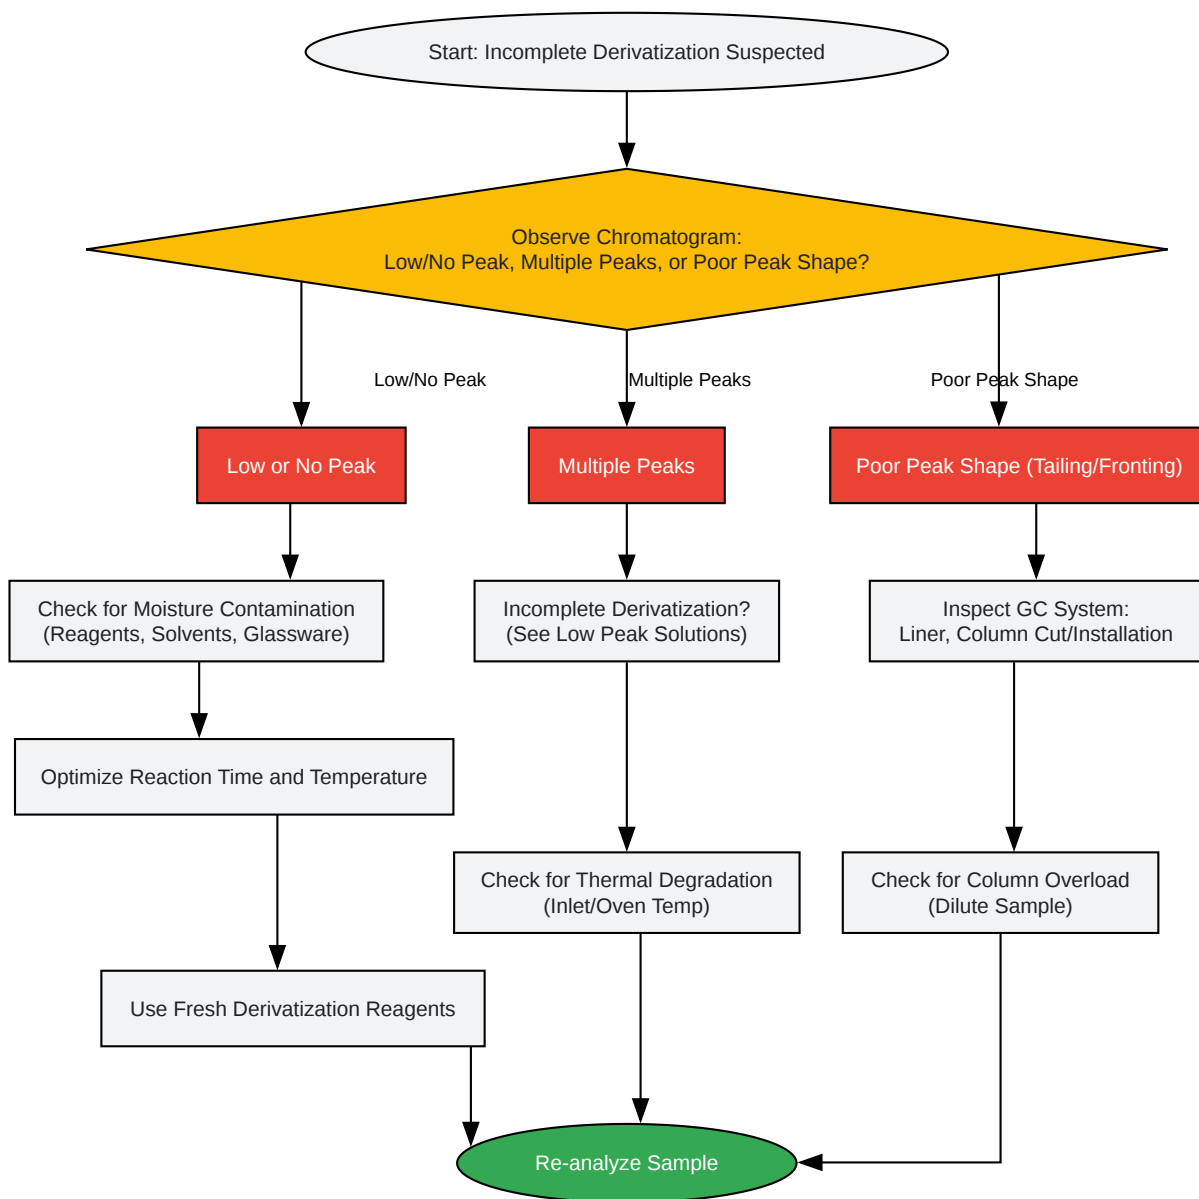 Start: Incomplete Derivatization Suspected
Observe Chromatogram:
Low/No Peak, Multiple Peaks, or Poor Peak Shape?
Low/No Peak
Multiple Peaks
Poor Peak Shape
Low or No Peak
Multiple Peaks
Poor Peak Shape (Tailing/Fronting)
Check for Moisture Contamination
(Reagents, Solvents, Glassware)
Incomplete Derivatization?
(See Low Peak Solutions)
Inspect GC System:
Liner, Column Cut/Installation
Optimize Reaction Time and Temperature
Check for Thermal Degradation
(Inlet/Oven Temp)
Check for Column Overload
(Dilute Sample)
Use Fresh Derivatization Reagents
Re-analyze Sample